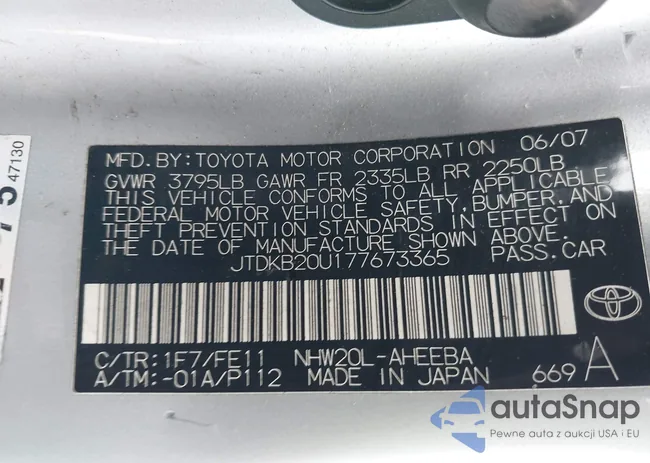 MFD.BY:TOYOTA MOTOR CORPORATION 06/07
GVWR 3795LB GAWR FR 2335LB RR 2250LB
THIS VEHICLE CONFORMS TO ALL APPLICABLE
FEDERAL MOTOR VEHICLE SAFETY,BUMPER,AND
THEFT PREVENTION STANDARDS IN EFFECT ON
THE DATE OF MANUFACTURE SHOWN ABOVE.
JTDKB20U177673365 PASS.CAR
C/TR:1F7/FE11 NHW20L-AHEEBA
A/TM:-01A/P112 MADE IN JAPAN 669A
47130
autaSnap
Pewne auta z aukcji USA i EU